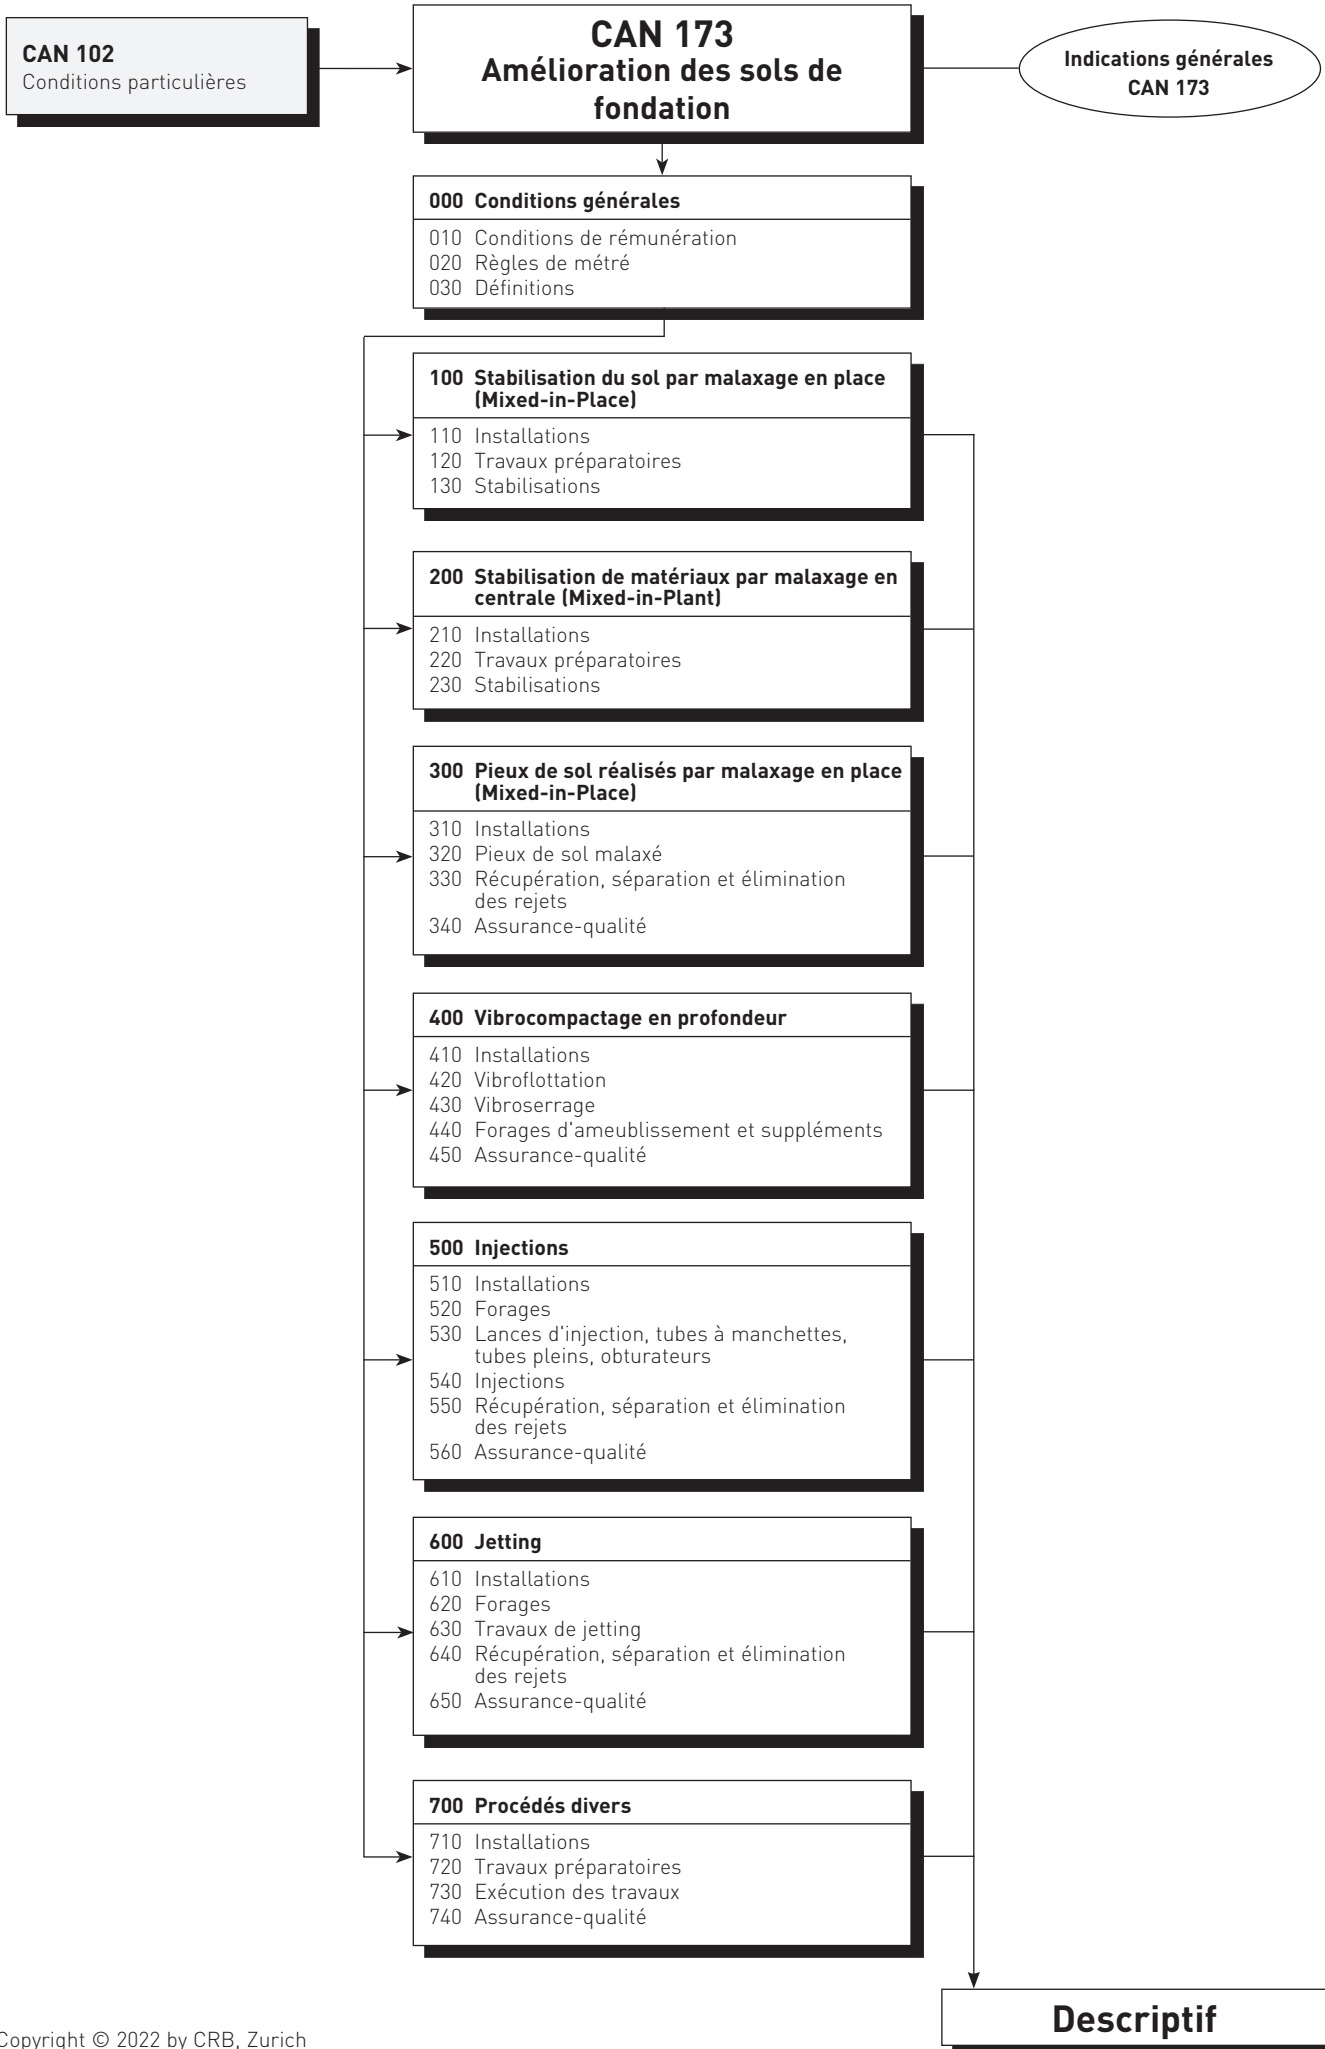 CAN 102
Conditions particulières
CAN 173
Amélioration des sols de
fondation
Indications générales
CAN 173
000 Conditions générales
010 Conditions de rémunération
020 Règles de métré
030 Définitions
100 Stabilisation du sol par malaxage en place
(Mixed-in-Place)
110 Installations
120 Travaux préparatoires
130 Stabilisations
200 Stabilisation de matériaux par malaxage en
centrale (Mixed-in-Plant)
210 Installations
220 Travaux préparatoires
230 Stabilisations
300 Pieux de sol réalisés par malaxage en place
(Mixed-in-Place)
310 Installations
320 Pieux de sol malaxé
330 Récupération, séparation et élimination
des rejets
340 Assurance-qualité
400 Vibrocompactage en profondeur
410 Installations
420 Vibroflottation
430 Vibroserrage
440 Forages d'ameublissement et suppléments
450 Assurance-qualité
500 Injections
510 Installations
520 Forages
530 Lances d'injection, tubes à manchettes,
tubes pleins, obturateurs
540 Injections
550 Récupération, séparation et élimination
des rejets
560 Assurance-qualité
600 Jetting
610 Installations
620 Forages
630 Travaux de jetting
640 Récupération, séparation et élimination
des rejets
650 Assurance-qualité
700 Procédés divers
710 Installations
720 Travaux préparatoires
730 Exécution des travaux
740 Assurance-qualité
Descriptif
Copyright © 2022 by CRB, Zurich